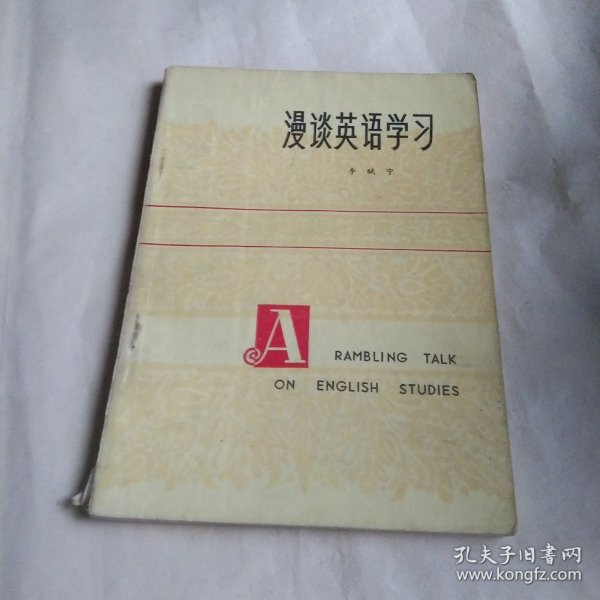 漫谈英语学习
李赋宁
A RAMBLING TALK
ON ENGLISH STUDIES
孔夫子旧书网
www.kongfz.com